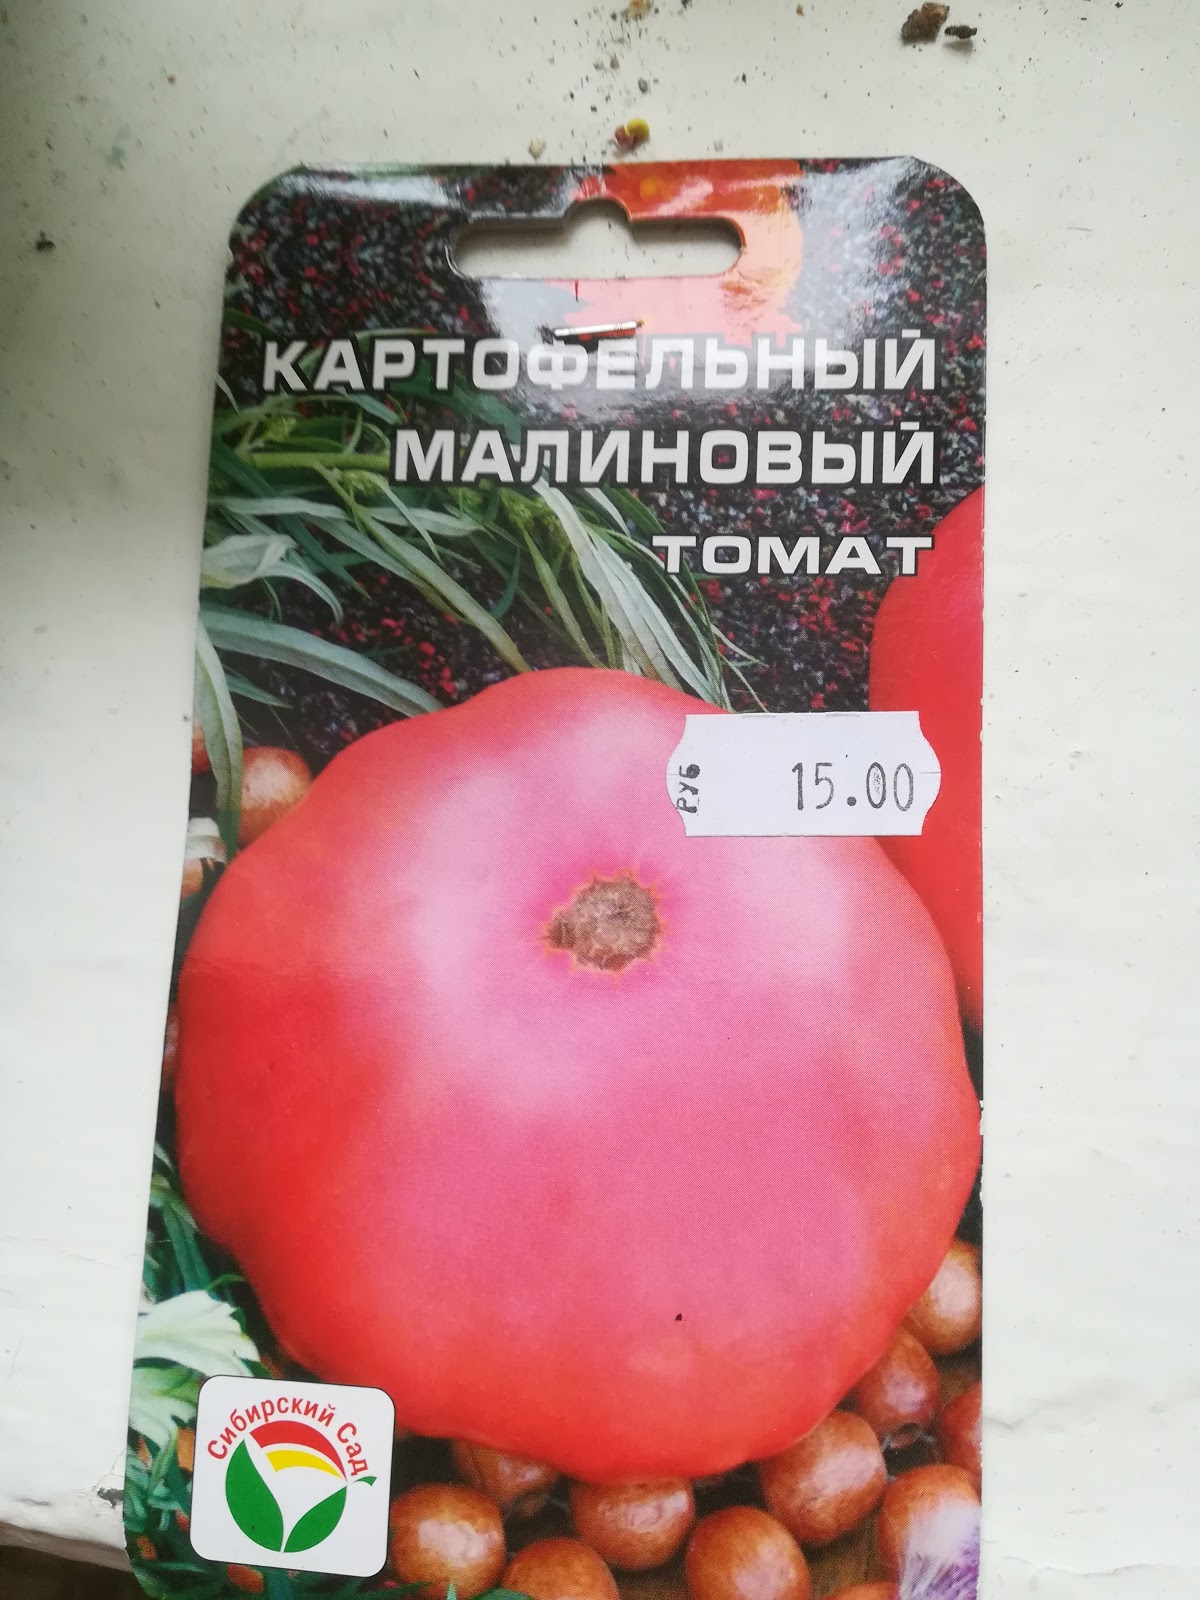 КАРТОФЕЛЬНЫЙ
МАЛИНОВЫЙ
ТОМАТ
РУБ 15.00
Сибирский Сад